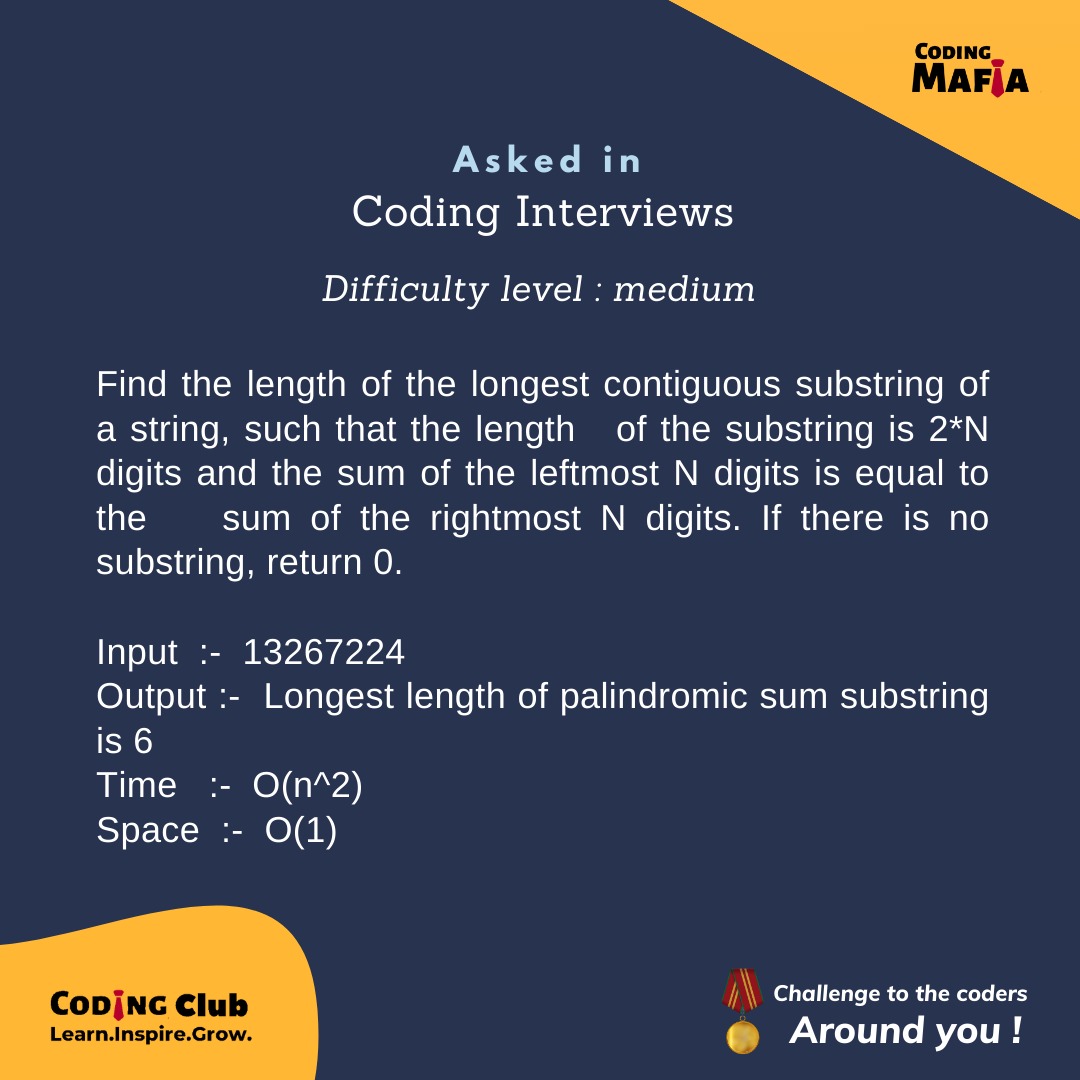 CODING
MAFIA
Asked in
Coding Interviews
Difficulty level : medium
Find the length of the longest contiguous substring of
a string, such that the length of the substring is 2*N
digits and the sum of the leftmost N digits is equal to
the sum of the rightmost N digits. If there is no
substring, return 0.
Input :- 13267224
Output :- Longest length of palindromic sum substring
is 6
Time :- O(n^2)
Space :- O(1)
CODING Club
Learn.Inspire.Grow.
Challenge to the coders
Around you !